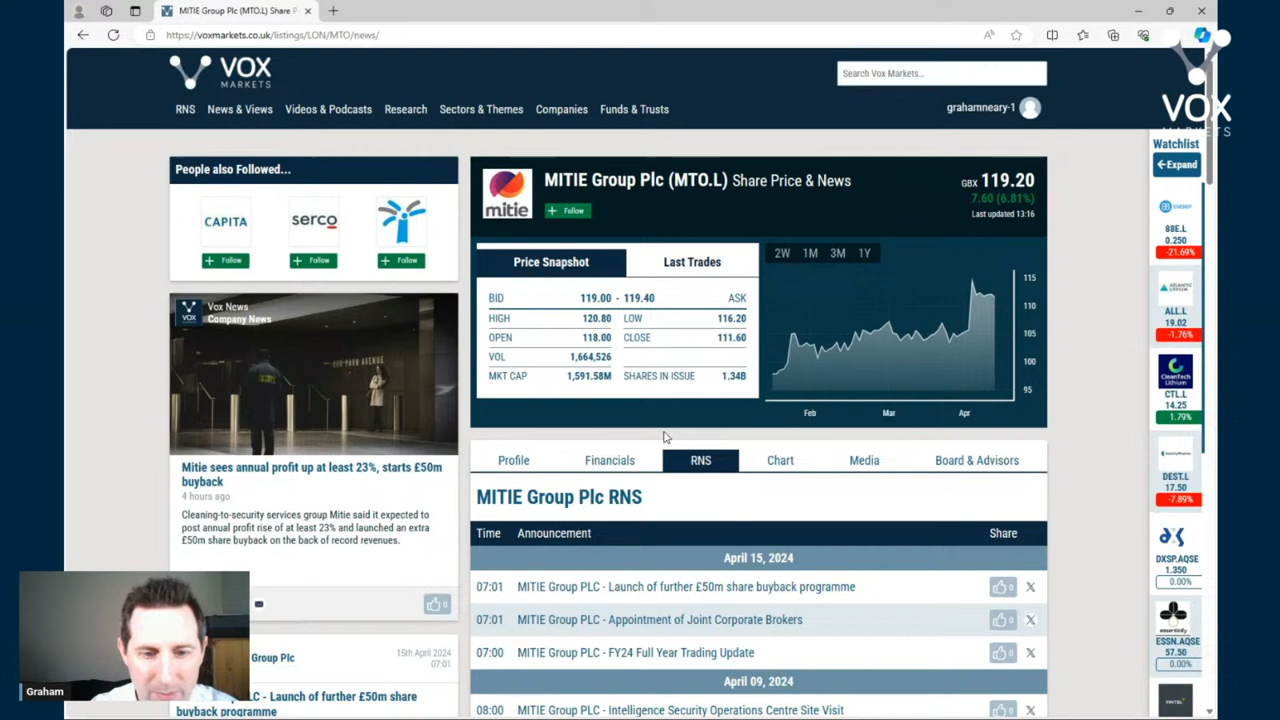 MITIE Group Plc (MTO.L) Share P
https://voxmarkets.co.uk/listings/LON/MTO/news/
VOX
MARKETS
Search Vox Markets...
RNS News & Views Videos & Podcasts Research Sectors & Themes Companies Funds & Trusts
grahamneary-1
VOX
MARKETS
People also Followed...
CAPITA
serco
+ Follow
+ Follow
+ Follow
Vox News
Company News
Mitie sees annual profit up at least 23%, starts £50m
buyback
4 hours ago
Cleaning-to-security services group Mitie said it expected to
post annual profit rise of at least 23% and launched an extra
£50m share buyback on the back of record revenues.
0
Group Plc
15th April 2024
07:01
- Launch of further £50m share
buyback programme
Graham
mitie
MITIE Group Plc (MTO.L) Share Price & News
+ Follow
GBX 119.20
7.60 (6.81%)
Last updated 13:16
Price Snapshot Last Trades
BID 119.00 - 119.40 ASK
HIGH 120.80 LOW 116.20
OPEN 118.00 CLOSE 111.60
VOL 1,664,526
MKT CAP 1,591.58M SHARES IN ISSUE 1.34B
2W 1M 3M 1Y
115
110
105
100
95
Feb Mar Apr
Profile Financials RNS Chart Media Board & Advisors
MITIE Group Plc RNS
Time Announcement Share
April 15, 2024
07:01 MITIE Group PLC - Launch of further £50m share buyback programme 0 X
07:01 MITIE Group PLC - Appointment of Joint Corporate Brokers 0 X
07:00 MITIE Group PLC - FY24 Full Year Trading Update 0 X
April 09, 2024
08:00 MITIE Group PLC - Intelligence Security Operations Centre Site Visit 0 X
Watchlist
←Expand
88 ENERGY
88E.L
0.250
-21.69%
ATLANTIC
LITHIUM
ALL.L
19.02
-1.76%
CleanTech
Lithium
CTL.L
14.25
1.79%
DEST.L
17.50
-7.89%
DXSP.AQSE
1.350
0.00%
essentially
ESSN.AQSE
57.50
0.00%
FINTEL